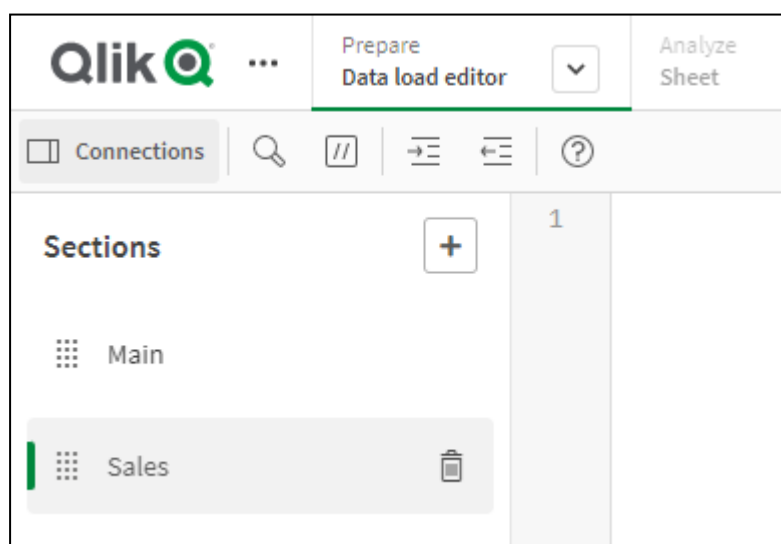 Qlik
Prepare
Data load editor
Analyze
Sheet
Connections
//
Sections
+
1
Main
Sales